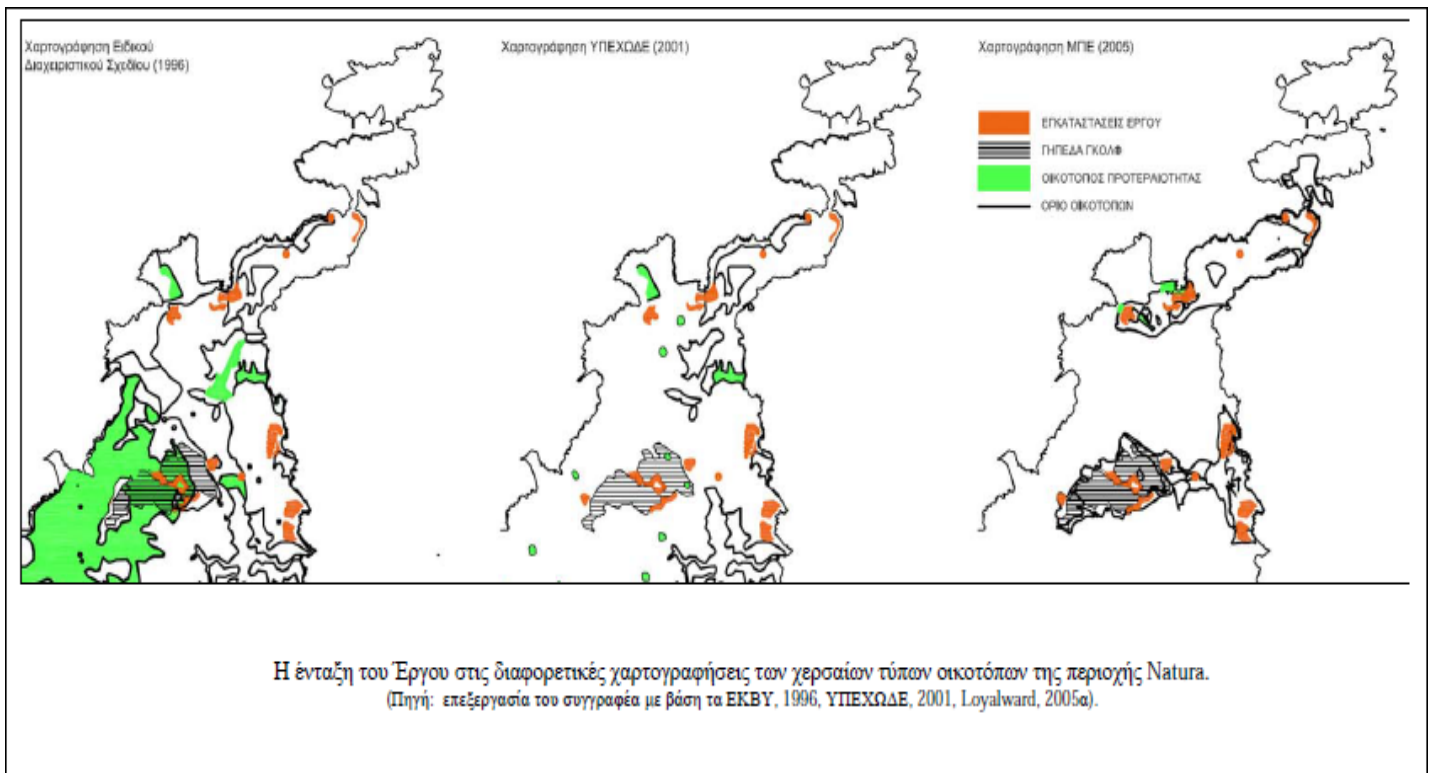 Χαρτογράφηση Ειδικού
Διαχειριστικού Σχεδίου (1996)
Χαρτογράφηση ΥΠΕΧΩΔΕ (2001)
Χαρτογράφηση ΜΠΕ (2005)
ΕΓΚΑΤΑΣΤΑΣΕΙΣ ΕΡΓΟΥ
ΓΗΠΕΔΑ ΓΚΟΛΦ
ΟΙΚΟΤΟΠΟΣ ΠΡΟΤΕΡΑΙΟΤΗΤΑΣ
ΟΡΙΟ ΟΙΚΟΤΟΠΩΝ
Η ένταξη του Έργου στις διαφορετικές χαρτογραφήσεις των χερσαίων τύπων οικοτόπων της περιοχής Natura.
(Πηγή: επεξεργασία του συγγραφέα με βάση τα ΕΚΒΥ, 1996, ΥΠΕΧΩΔΕ, 2001, Loyalward, 2005α).